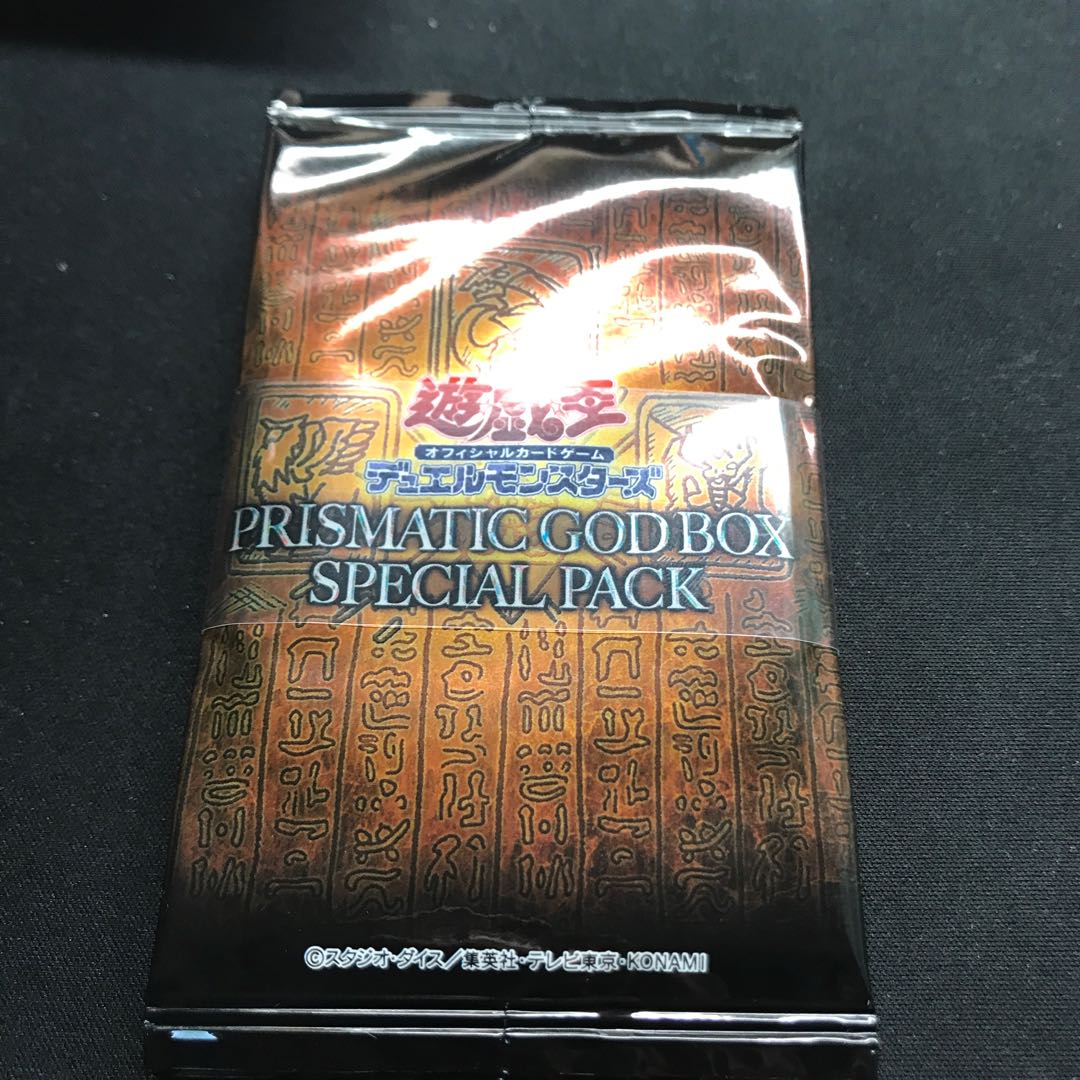 遊戯王
オフィシャルカードゲーム
デュエルモンスターズ
PRISMATIC GOD BOX
SPECIAL PACK
©スタジオ・ダイス/集英社・テレビ東京・KONAMI